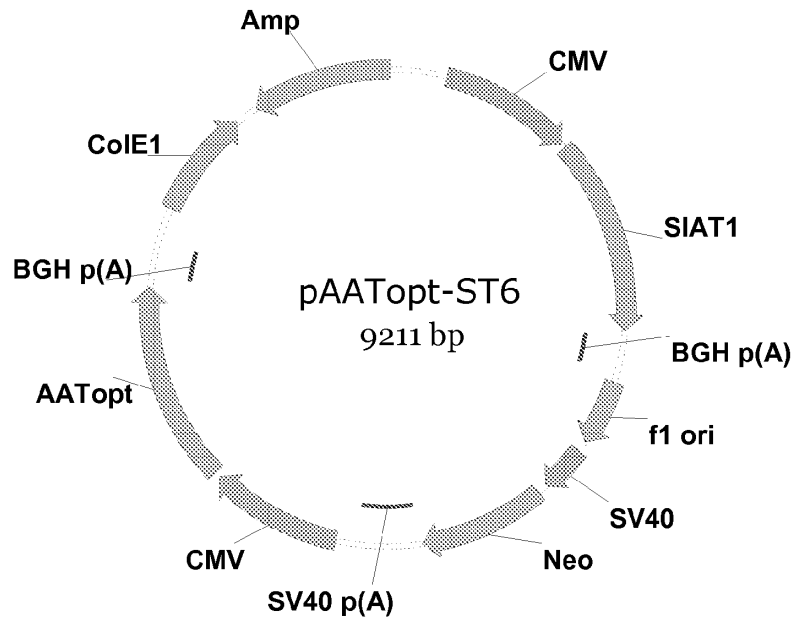 Amp
CMV
ColE1
SIAT1
BGH p(A)
pAATopt-ST6
9211 bp
BGH p(A)
AATopt
f1 ori
SV40
CMV
Neo
SV40 p(A)